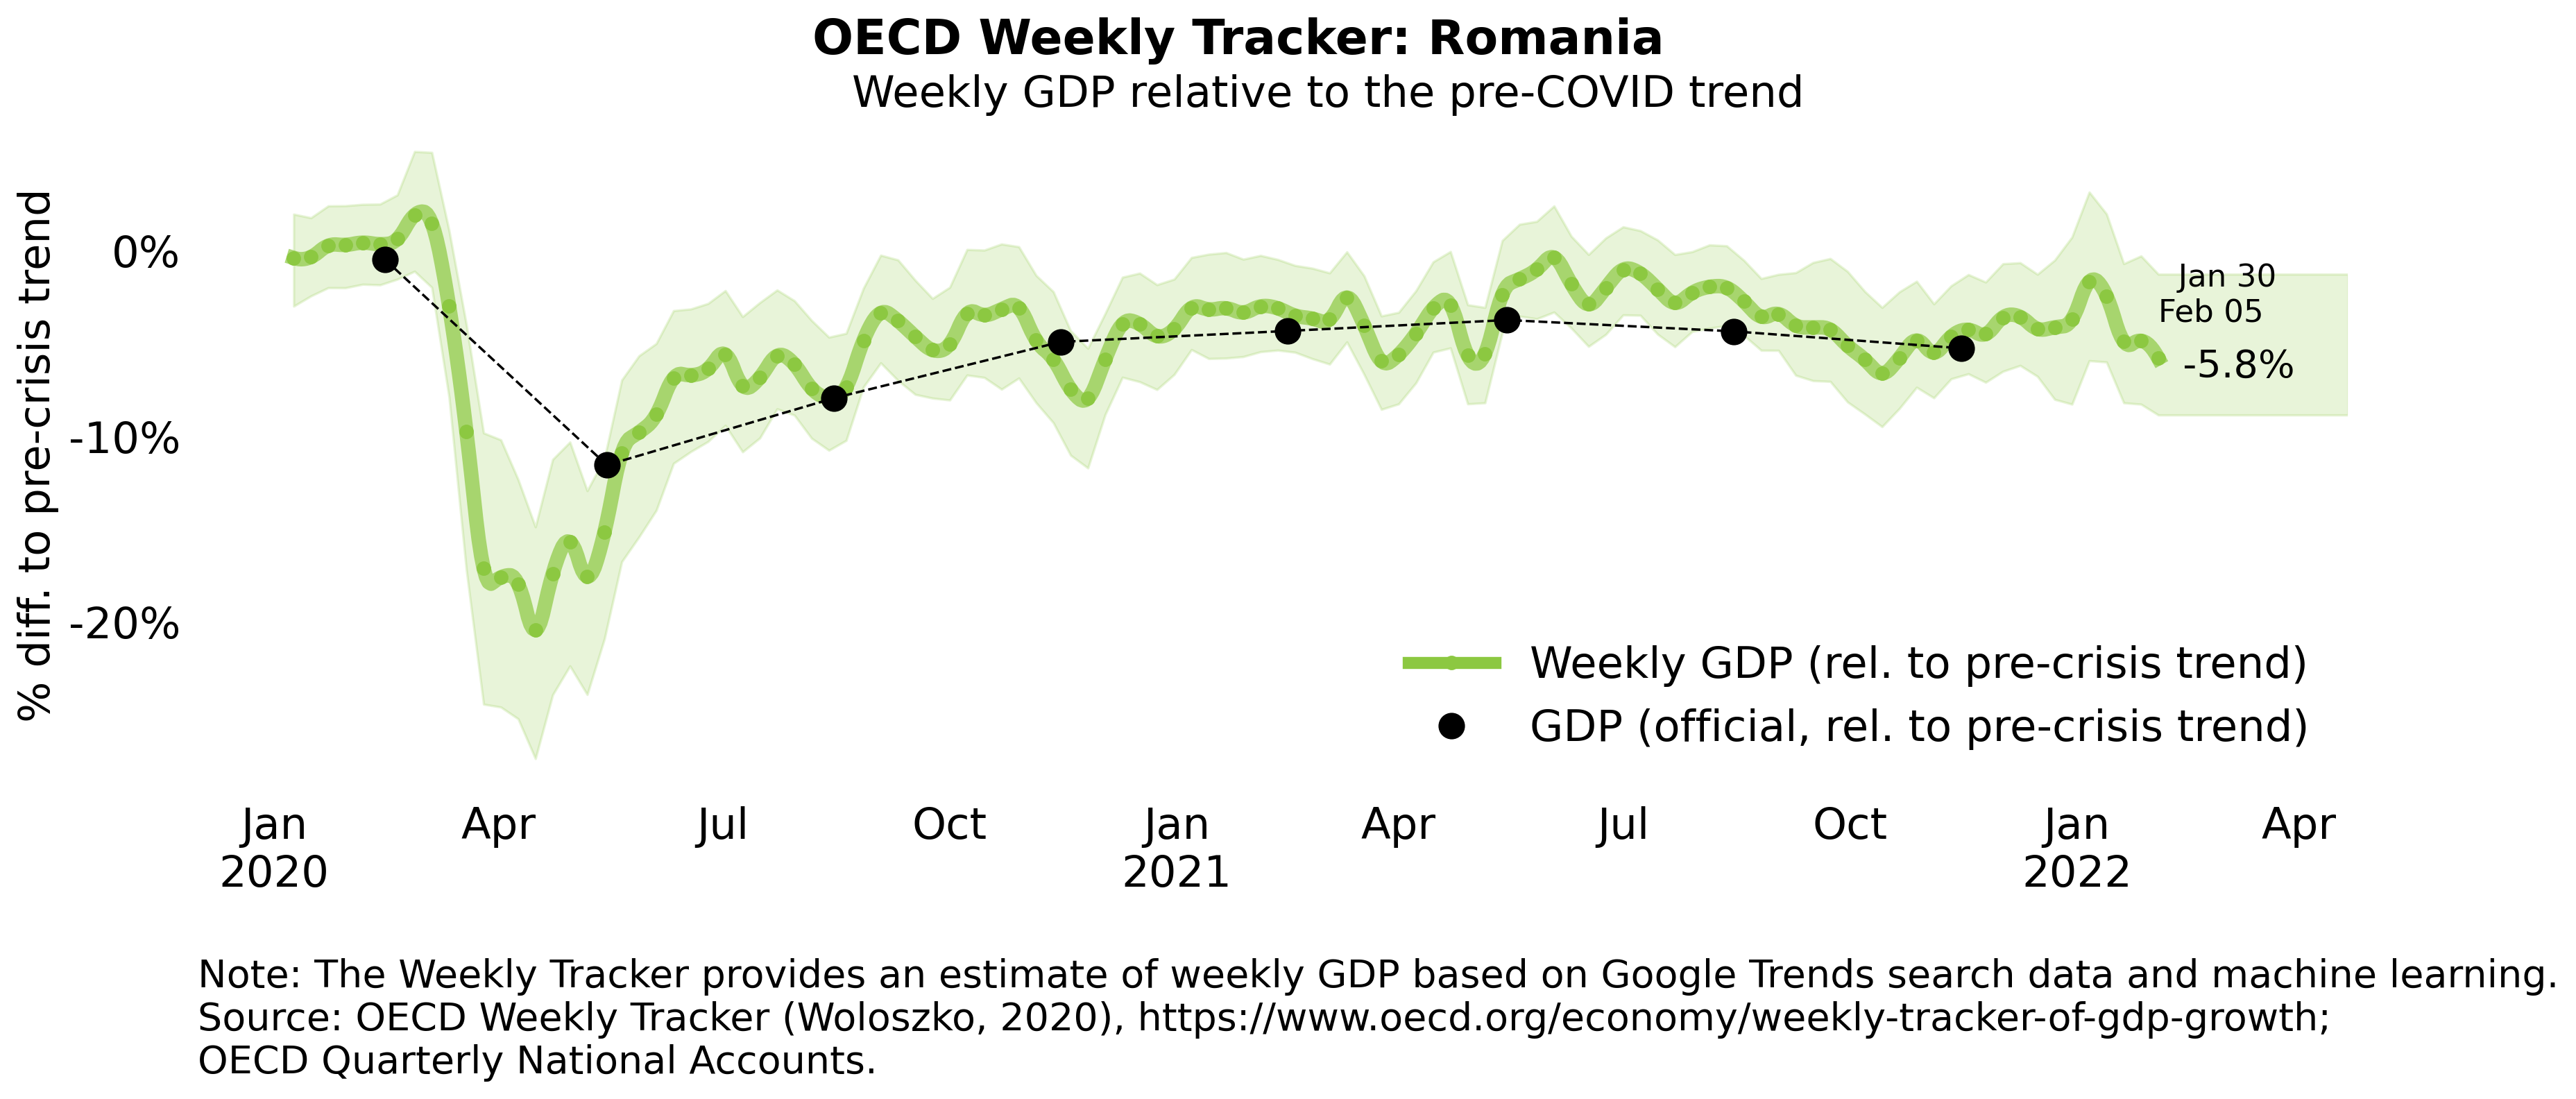 OECD Weekly Tracker: Romania
Weekly GDP relative to the pre-COVID trend
% diff. to pre-crisis trend
0%
-10%
-20%
Jan 30
Feb 05
-5.8%
Weekly GDP (rel. to pre-crisis trend)
GDP (official, rel. to pre-crisis trend)
Jan Apr Jul Oct Jan Apr Jul Oct Jan Apr
2020 2021 2022
Note: The Weekly Tracker provides an estimate of weekly GDP based on Google Trends search data and machine learning.
Source: OECD Weekly Tracker (Woloszko, 2020), https://www.oecd.org/economy/weekly-tracker-of-gdp-growth;
OECD Quarterly National Accounts.